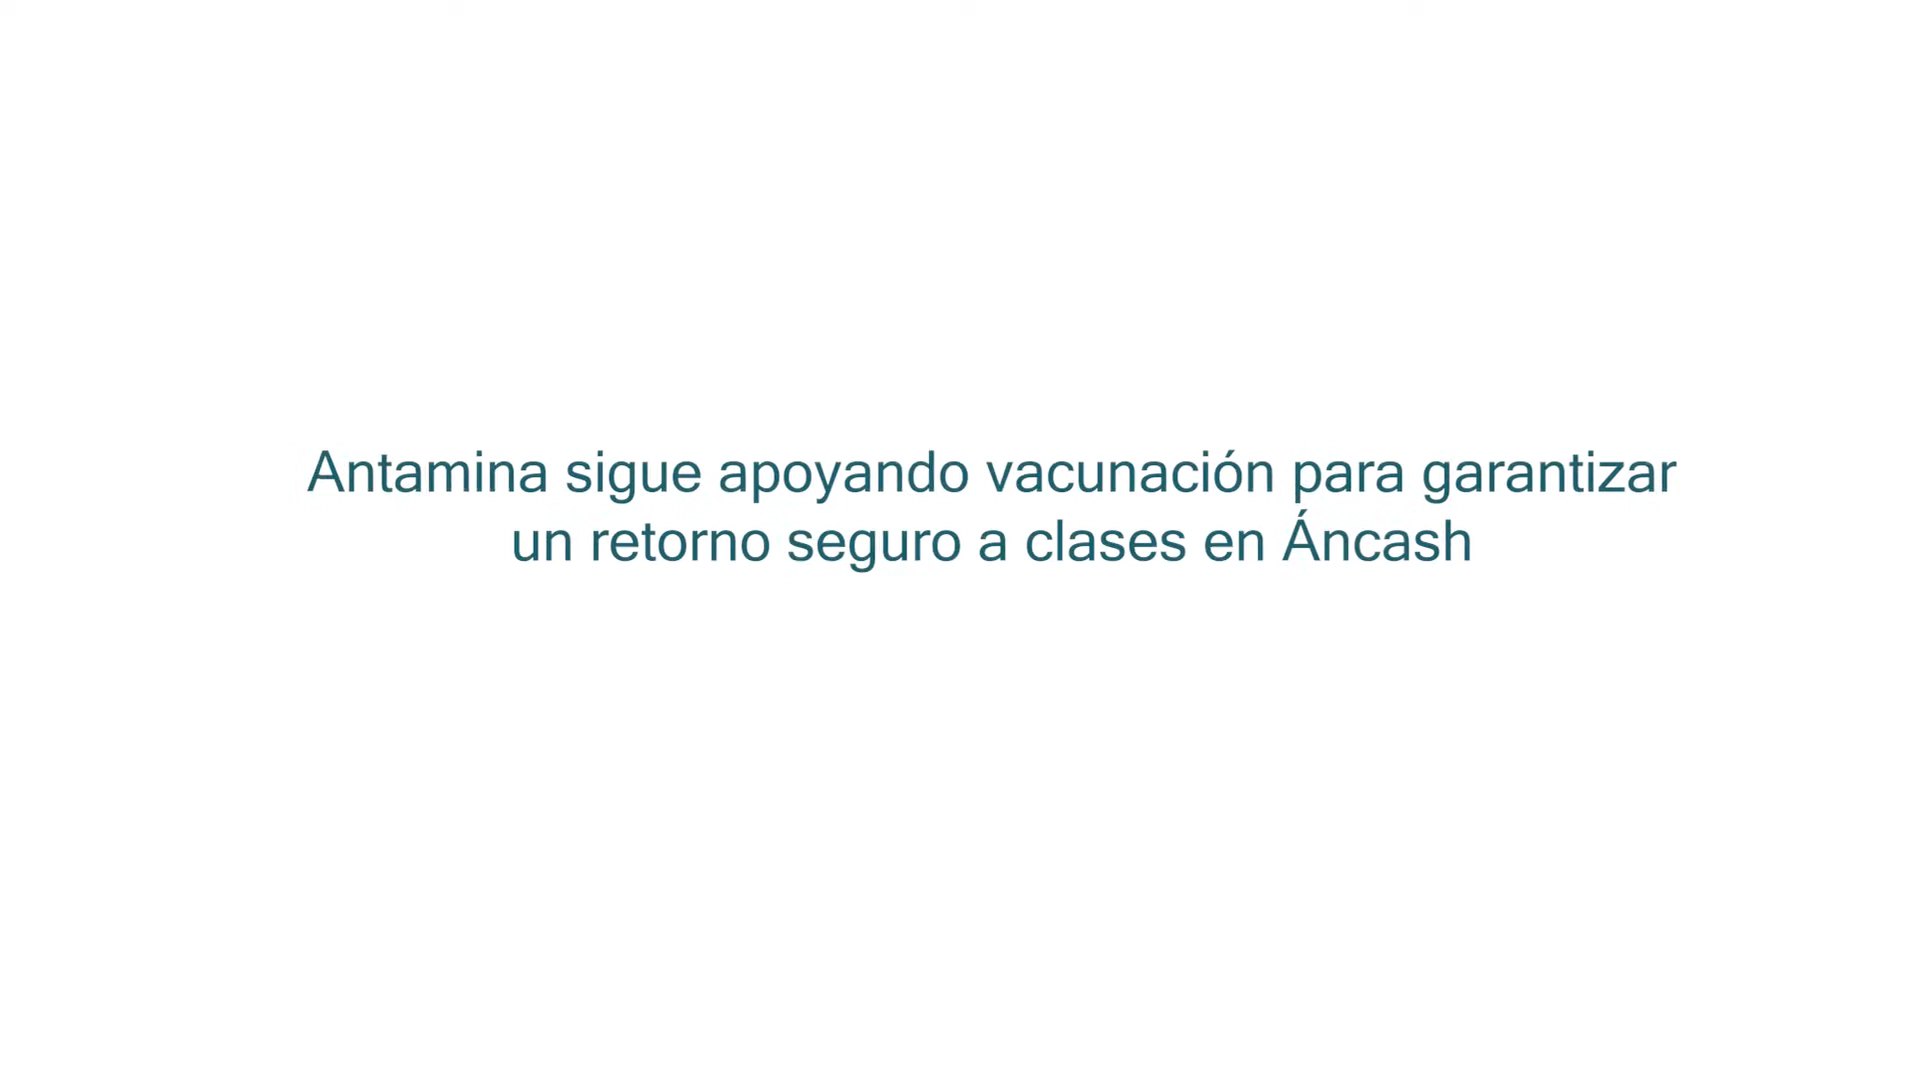 Antamina sigue apoyando vacunación para garantizar
un retorno seguro a clases en Áncash